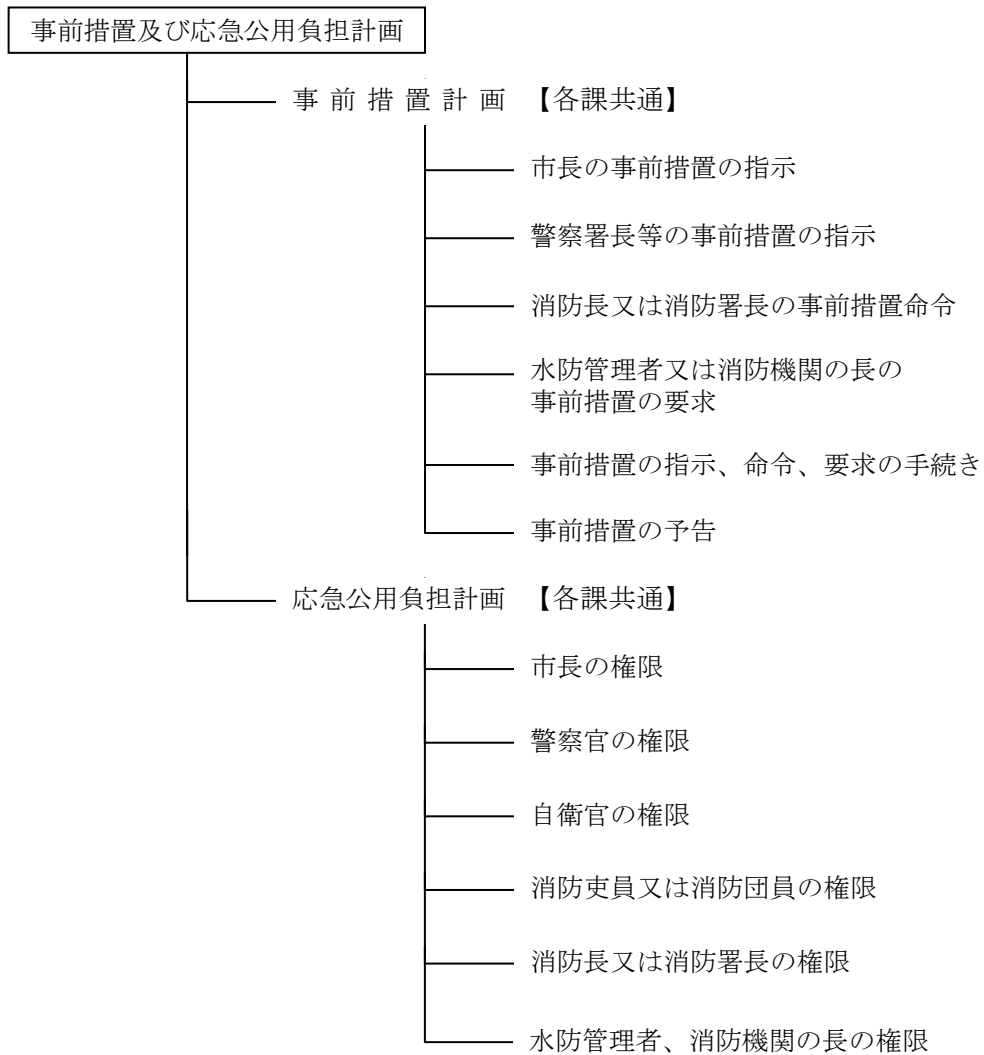 事前措置及び応急公用負担計画
事前措置計画 【各課共通】
市長の事前措置の指示
警察署長等の事前措置の指示
消防長又は消防署長の事前措置命令
水防管理者又は消防機関の長の
事前措置の要求
事前措置の指示、命令、要求の手続き
事前措置の予告
応急公用負担計画 【各課共通】
市長の権限
警察官の権限
自衛官の権限
消防吏員又は消防団員の権限
消防長又は消防署長の権限
水防管理者、消防機関の長の権限